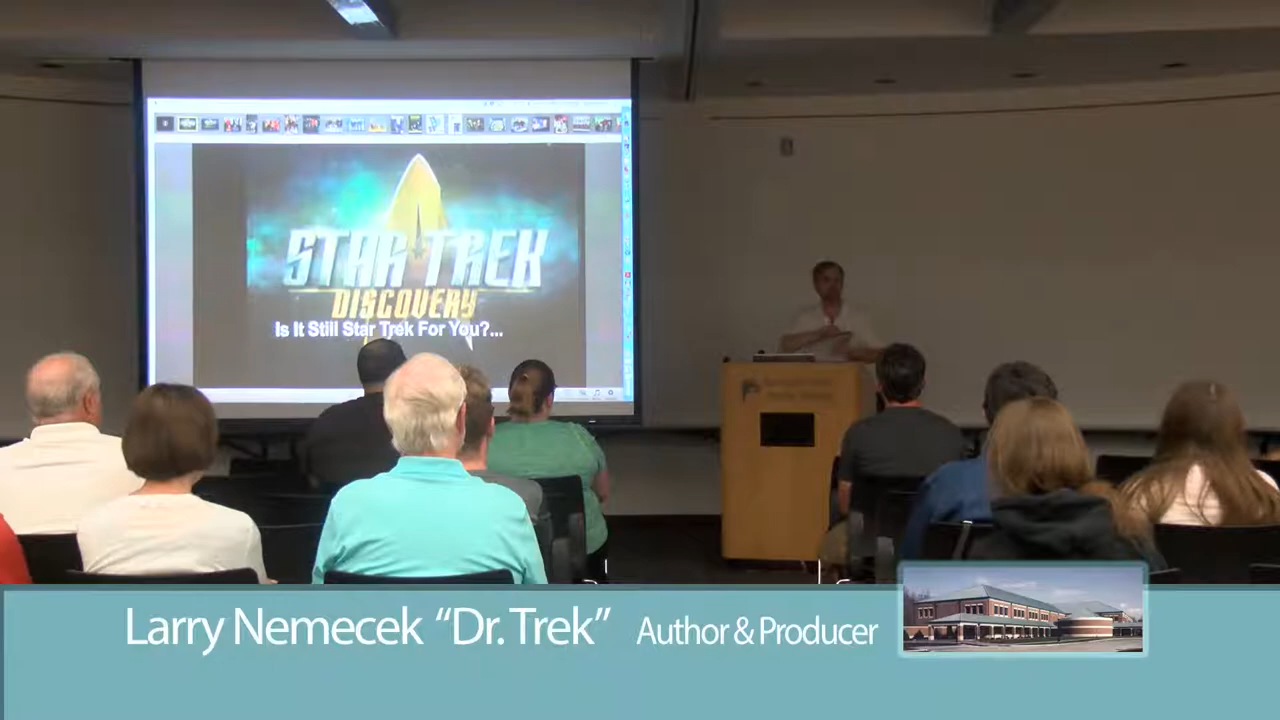 STAR TREK
DISCOVERY
Is It Still Star Trek For You?...
Larry Nemecek “Dr. Trek” Author & Producer